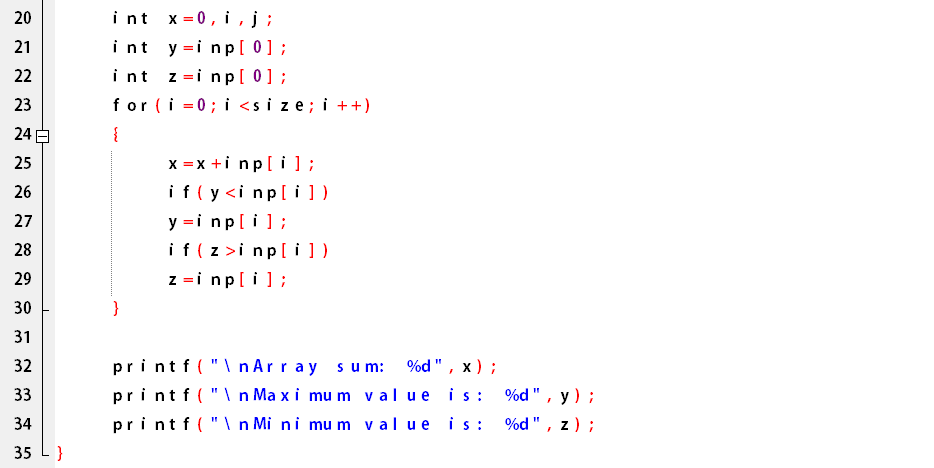 20 int x=0,i,j;
21 int y=inp[0];
22 int z=inp[0];
23 for(i=0;i<size;i++)
24 {
25 x=x+inp[i];
26 if(y<inp[i])
27 y=inp[i];
28 if(z>inp[i])
29 z=inp[i];
30 }
31
32 printf("\nArray sum: %d",x);
33 printf("\nMaximum value is: %d",y);
34 printf("\nMinimum value is: %d",z);
35 }